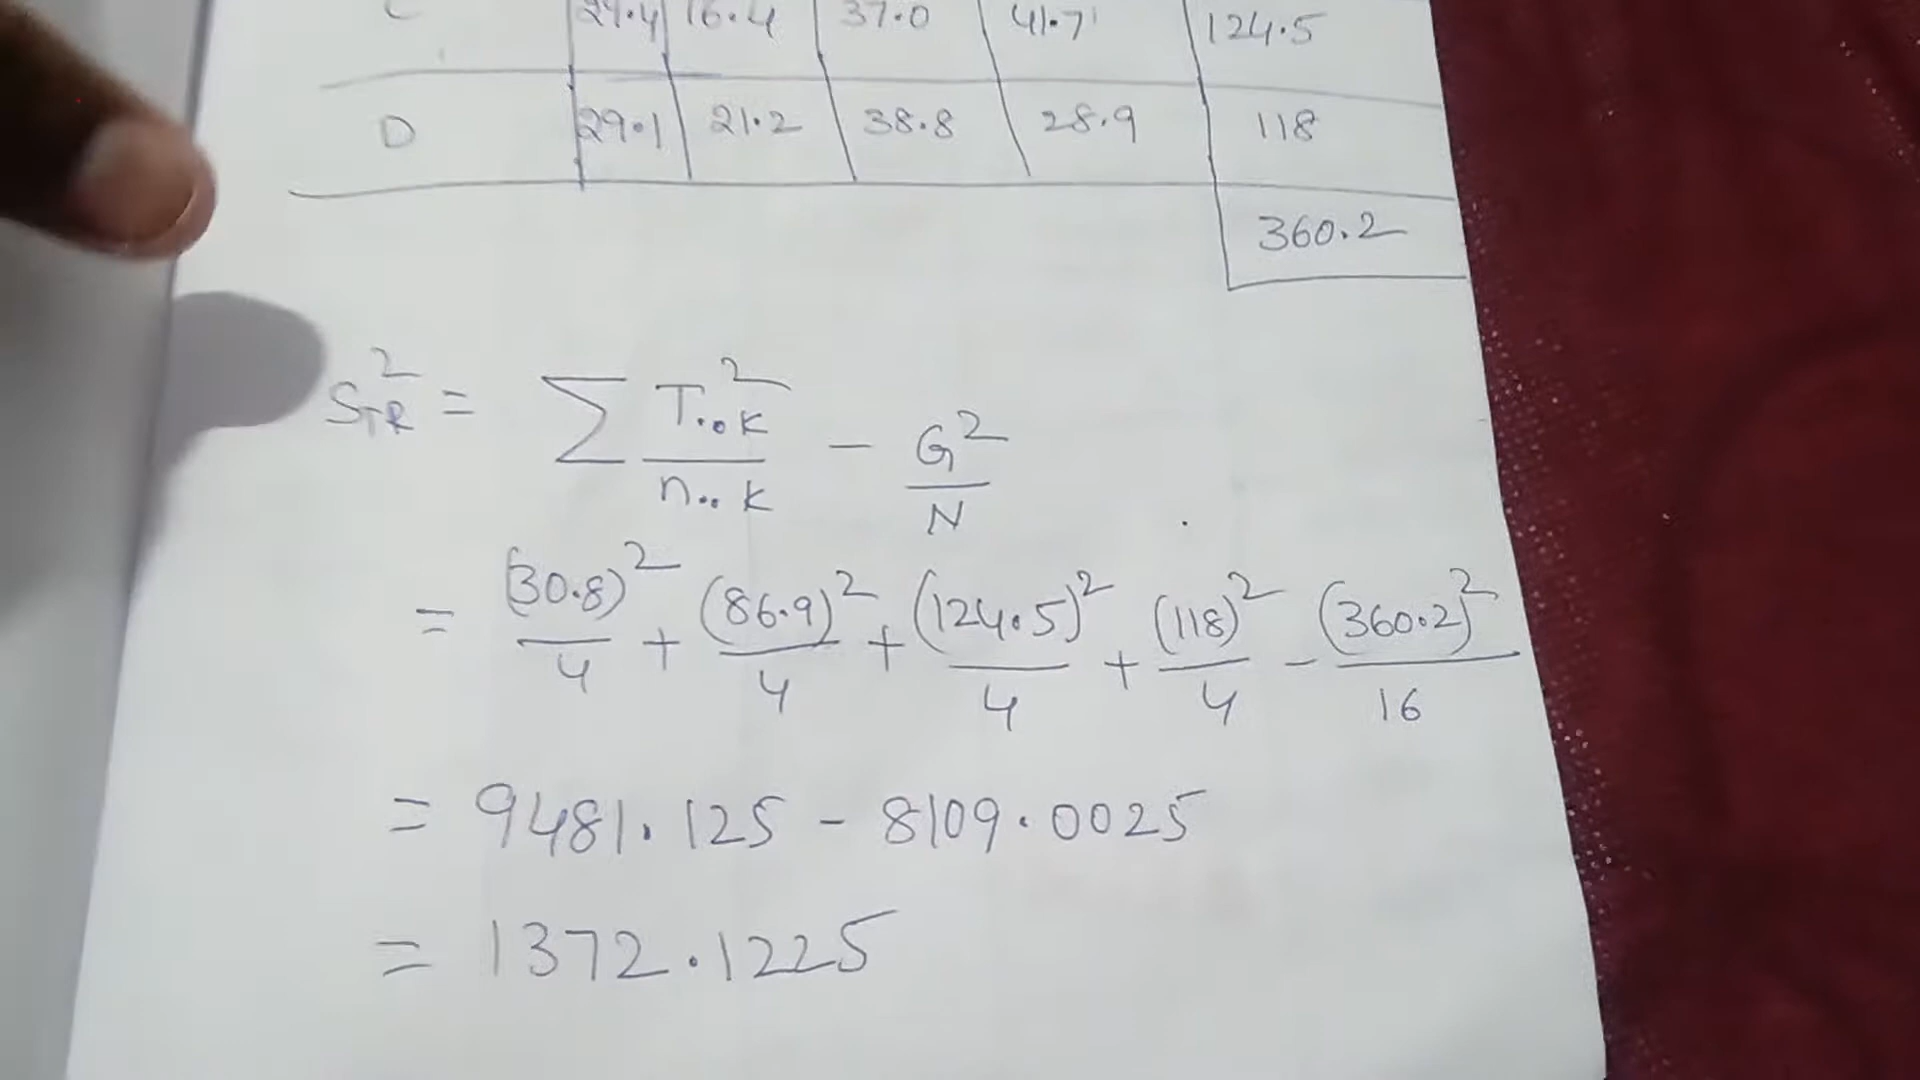 C 29.4 16.4 37.0 41.7 124.5
D 29.1 21.2 38.8 28.9 118
360.2
S²TR = ∑ T..k² / n..k - G² / N
= (30.8)² / 4 + (86.9)² / 4 + (124.5)² / 4 + (118)² / 4 - (360.2)² / 16
= 9481.125 - 8109.0025
= 1372.1225